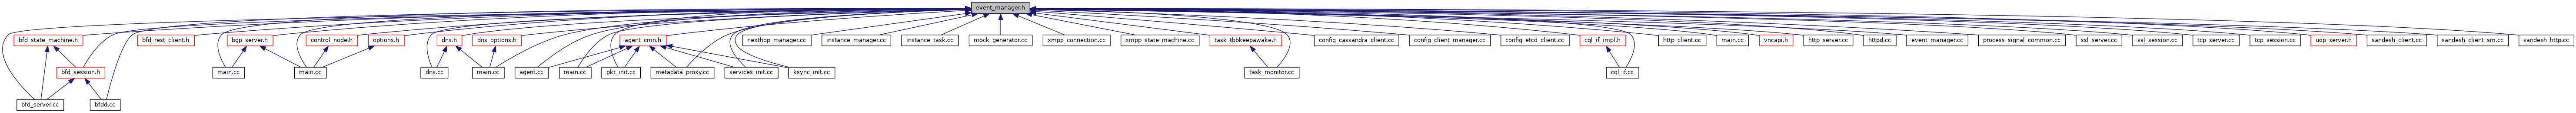 event_manager.h
bfd_state_machine.h
bfd_rest_client.h
bgp_server.h
control_node.h
options.h
dns.h
dns_options.h
agent_cmn.h
nexthop_manager.cc
instance_manager.cc
instance_task.cc
mock_generator.cc
xmpp_connection.cc
xmpp_state_machine.cc
task_tbbkeepawake.h
config_cassandra_client.cc
config_client_manager.cc
config_etcd_client.cc
cql_if_impl.h
http_client.cc
main.cc
vncapi.h
http_server.cc
httpd.cc
event_manager.cc
process_signal_common.cc
ssl_server.cc
ssl_session.cc
tcp_server.cc
tcp_session.cc
udp_server.h
sandesh_client.cc
sandesh_client_sm.cc
sandesh_http.cc
bfd_session.h
main.cc
main.cc
dns.cc
main.cc
agent.cc
main.cc
pkt_init.cc
metadata_proxy.cc
services_init.cc
ksync_init.cc
task_monitor.cc
cql_if.cc
bfd_server.cc
bfdd.cc